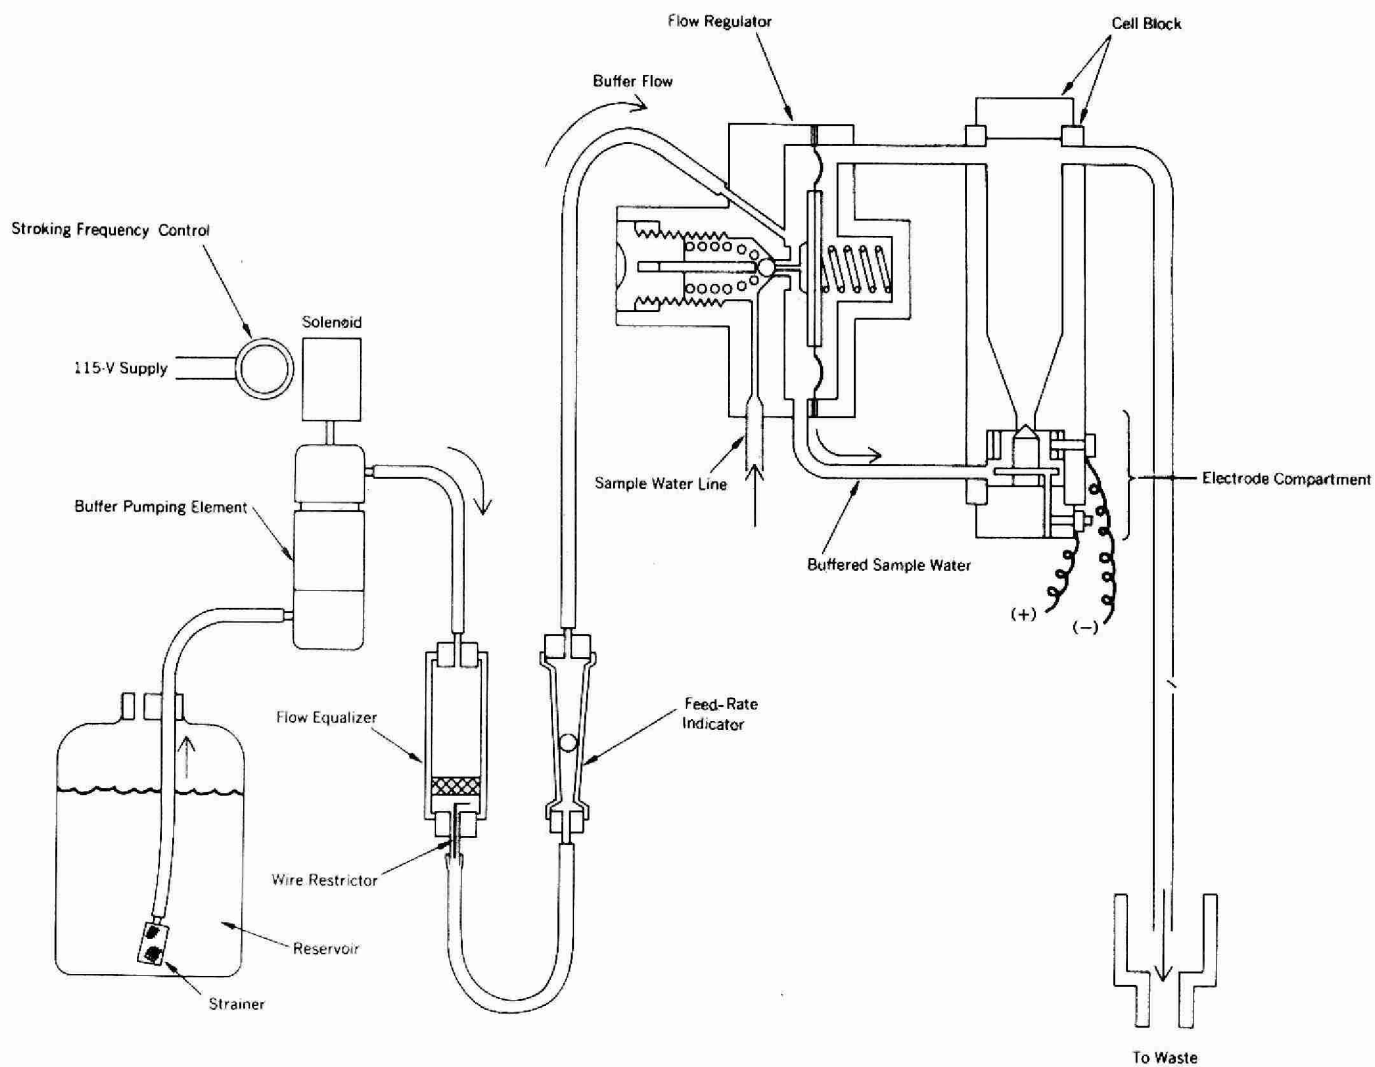 Flow Regulator
Cell Block
Buffer Flow
Stroking Frequency Control
Solenoid
115-V Supply
Sample Water Line
Electrode Compartment
Buffer Pumping Element
Buffered Sample Water
(+)
(−)
Flow Equalizer
Feed-Rate
Indicator
Wire Restrictor
Reservoir
Strainer
To Waste